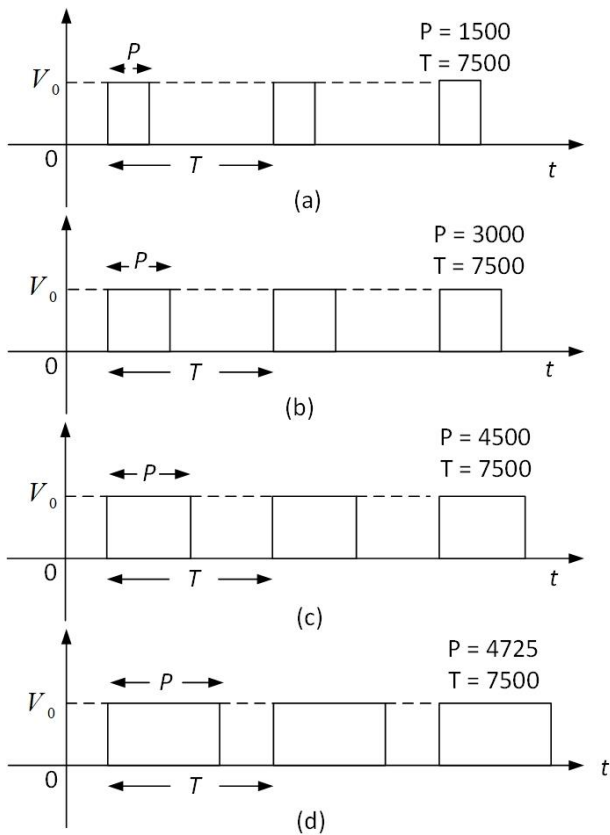 P = 1500
T = 7500
P
V₀
T
0
t
(a)
P = 3000
T = 7500
P
V₀
T
0
t
(b)
P = 4500
T = 7500
P
V₀
T
0
t
(c)
P = 4725
T = 7500
P
V₀
T
0
t
(d)